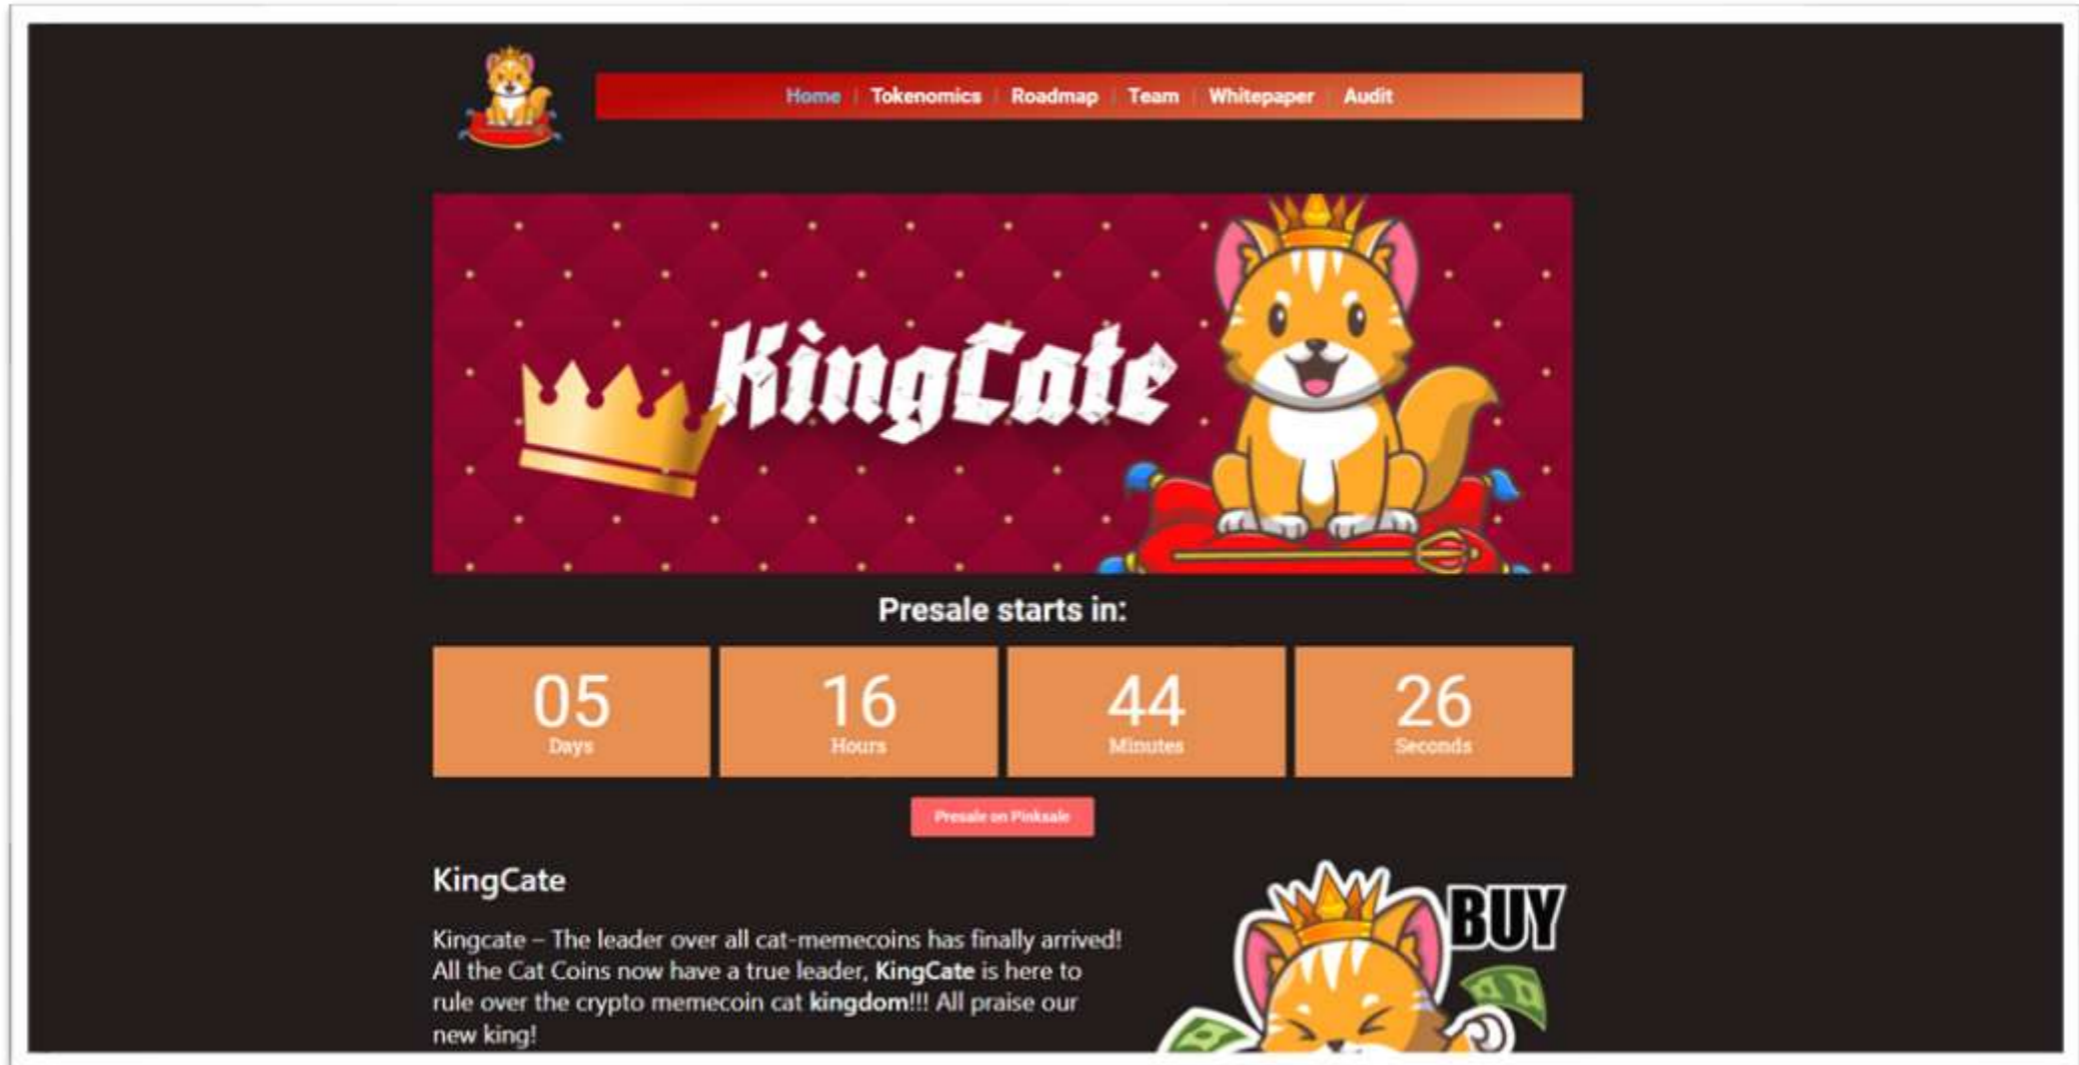 Home | Tokenomics | Roadmap | Team | Whitepaper | Audit
KingCate
Presale starts in:
05 16 44 26
Days Hours Minutes Seconds
Presale on Pinksale
KingCate
BUY
Kingcate – The leader over all cat-memecoins has finally arrived!
All the Cat Coins now have a true leader, KingCate is here to
rule over the crypto memecoin cat kingdom!!! All praise our
new king!